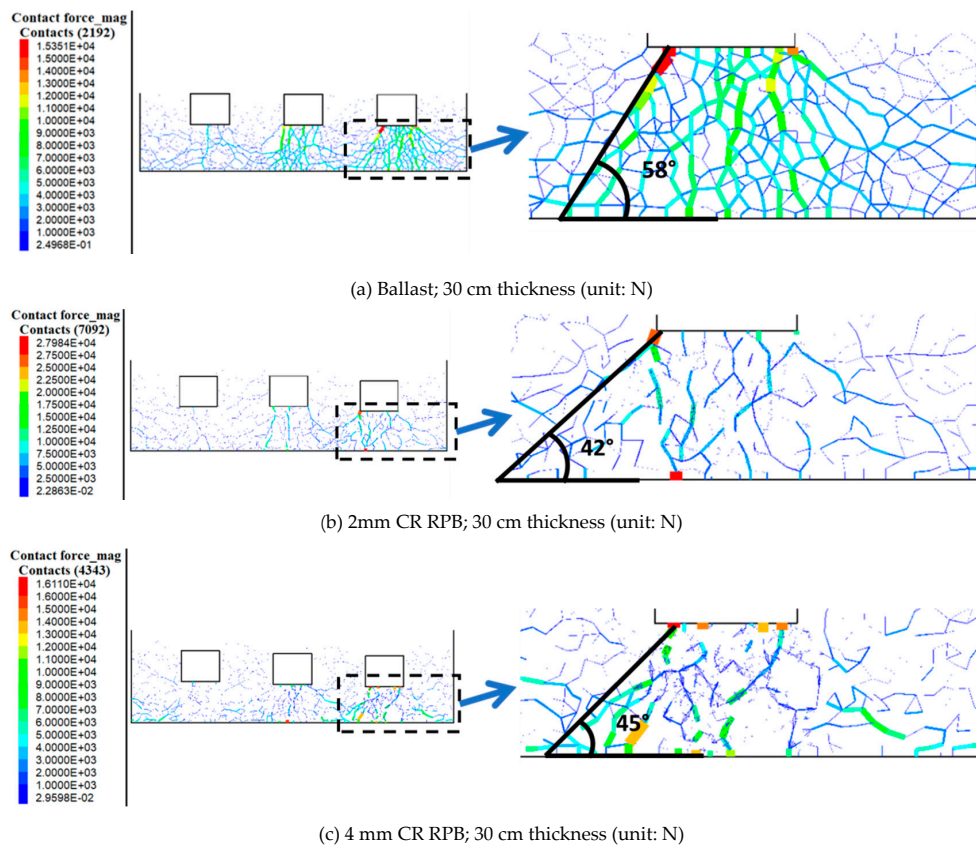 Contact force_mag
Contacts (2192)
1.5351E+04
1.5000E+04
1.4000E+04
1.3000E+04
1.2000E+04
1.1000E+04
1.0000E+04
9.0000E+03
8.0000E+03
7.0000E+03
6.0000E+03
5.0000E+03
4.0000E+03
3.0000E+03
2.0000E+03
1.0000E+03
2.4968E-01
58°
(a) Ballast; 30 cm thickness (unit: N)
Contact force_mag
Contacts (7092)
2.7984E+04
2.7500E+04
2.5000E+04
2.2500E+04
2.0000E+04
1.7500E+04
1.5000E+04
1.2500E+04
1.0000E+04
7.5000E+03
5.0000E+03
2.5000E+03
2.2863E-02
42°
(b) 2mm CR RPB; 30 cm thickness (unit: N)
Contact force_mag
Contacts (4343)
1.6110E+04
1.6000E+04
1.5000E+04
1.4000E+04
1.3000E+04
1.2000E+04
1.1000E+04
1.0000E+04
9.0000E+03
8.0000E+03
7.0000E+03
6.0000E+03
5.0000E+03
4.0000E+03
3.0000E+03
2.0000E+03
1.0000E+03
2.9598E-02
45°
(c) 4 mm CR RPB; 30 cm thickness (unit: N)